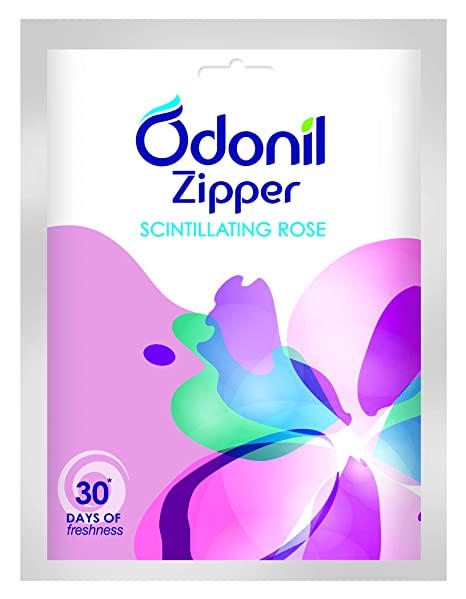 Odonil
Zipper
SCINTILLATING ROSE
30*
DAYS OF
freshness